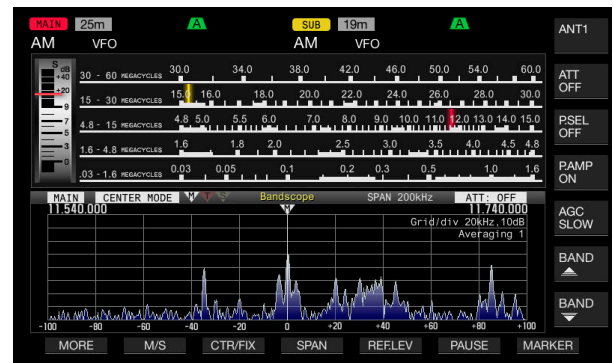 MAIN 25m A SUB 19m A ANT1
AM VFO AM VFO
S dB
+40
+20
9
7
5
3
0
30 - 60 MEGACYCLES 30.0 34.0 38.0 42.0 46.0 50.0 54.0 60.0
15 - 30 MEGACYCLES 15.0 16.0 18.0 20.0 22.0 24.0 26.0 28.0 30.0
4.8 - 15 MEGACYCLES 4.8 5.0 5.5 6.0 7.0 8.0 9.0 10.0 11.0 12.0 13.0 14.0 15.0
1.6 - 4.8 MEGACYCLES 1.6 1.8 2.0 2.5 3.0 3.5 4.0 4.5 4.8
.03 - 1.6 MEGACYCLES 0.03 0.05 0.1 0.2 0.3 0.5 1.0 1.6
ATT
OFF
P.SEL
OFF
P.AMP
ON
AGC
SLOW
BAND
BAND
MAIN CENTER MODE M T S Bandscope SPAN 200kHz ATT: OFF
11.540.000 M 11.740.000
Grid/div 20kHz,10dB
Averaging 1
-100 -80 -60 -40 -20 0 +20 +40 +60 +80 +100
MORE M/S CTR/FIX SPAN REF.LEV PAUSE MARKER